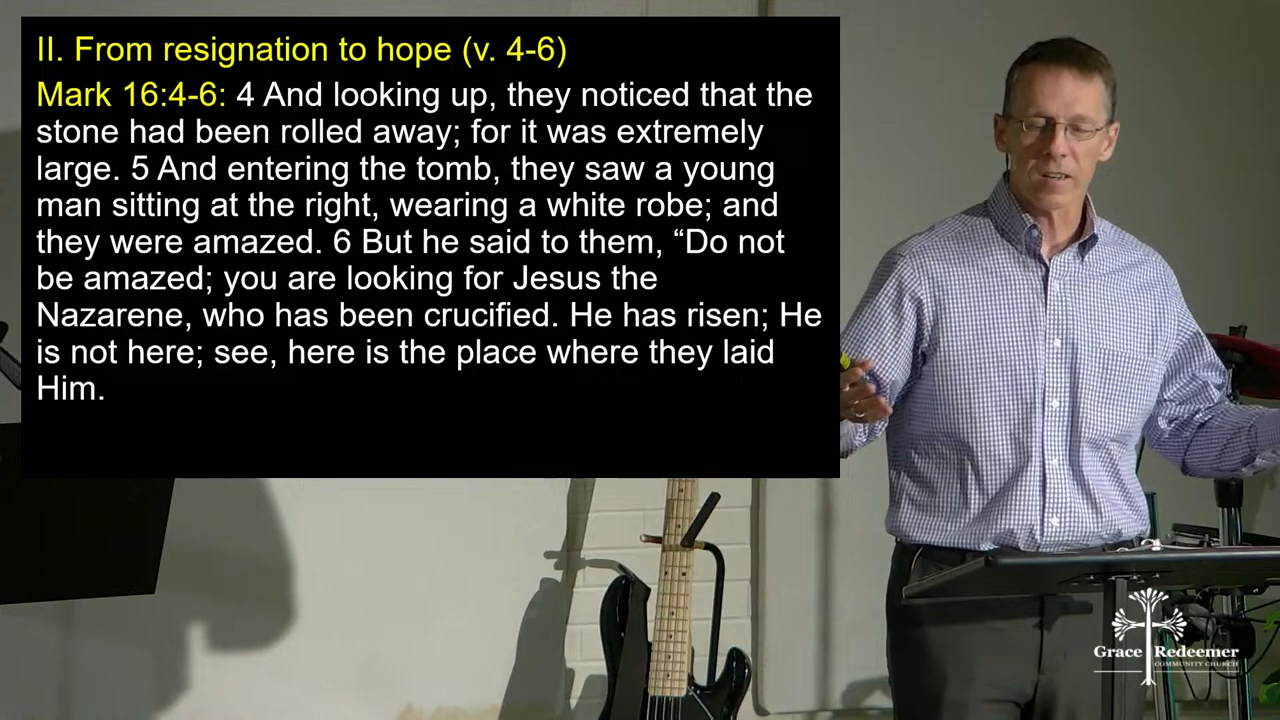 II. From resignation to hope (v. 4-6)
Mark 16:4-6: 4 And looking up, they noticed that the
stone had been rolled away; for it was extremely
large. 5 And entering the tomb, they saw a young
man sitting at the right, wearing a white robe; and
they were amazed. 6 But he said to them, “Do not
be amazed; you are looking for Jesus the
Nazarene, who has been crucified. He has risen; He
is not here; see, here is the place where they laid
Him.
Grace Redeemer
COMMUNITY CHURCH